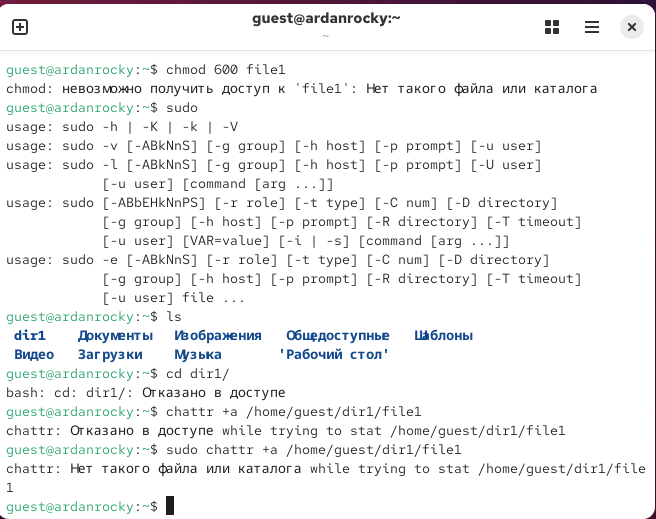 guest@ardanrocky:~
~
guest@ardanrocky:~$ chmod 600 file1
chmod: невозможно получить доступ к 'file1': Нет такого файла или каталога
guest@ardanrocky:~$ sudo
usage: sudo -h | -K | -k | -V
usage: sudo -v [-ABkNnS] [-g group] [-h host] [-p prompt] [-u user]
usage: sudo -l [-ABkNnS] [-g group] [-h host] [-p prompt] [-U user]
            [-u user] [command [arg ...]]
usage: sudo [-ABbEHkNnPS] [-r role] [-t type] [-C num] [-D directory]
            [-g group] [-h host] [-p prompt] [-R directory] [-T timeout]
            [-u user] [VAR=value] [-i | -s] [command [arg ...]]
usage: sudo -e [-ABkNnS] [-r role] [-t type] [-C num] [-D directory]
            [-g group] [-h host] [-p prompt] [-R directory] [-T timeout]
            [-u user] file ...
guest@ardanrocky:~$ ls
 dir1    Документы   Изображения   Общедоступные   Шаблоны
 Видео   Загрузки    Музыка       'Рабочий стол'
guest@ardanrocky:~$ cd dir1/
bash: cd: dir1/: Отказано в доступе
guest@ardanrocky:~$ chattr +a /home/guest/dir1/file1
chattr: Отказано в доступе while trying to stat /home/guest/dir1/file1
guest@ardanrocky:~$ sudo chattr +a /home/guest/dir1/file1
chattr: Нет такого файла или каталога while trying to stat /home/guest/dir1/file
1
guest@ardanrocky:~$